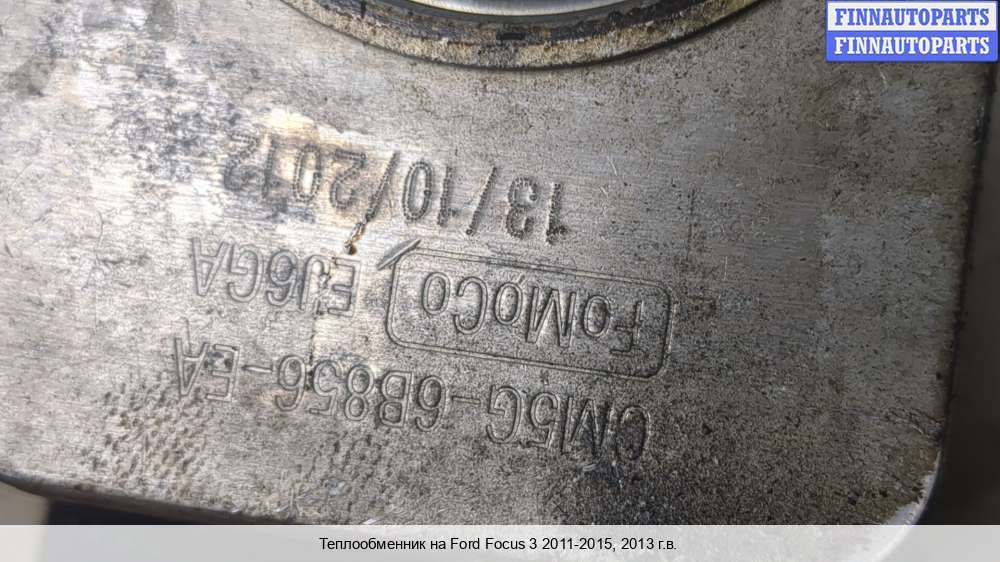 FINNAUTOPARTS
FINNAUTOPARTS
CM5G-6B856-EA
FoMoCo EJ6GA
13/10/2012
Теплообменник на Ford Focus 3 2011-2015, 2013 г.в.